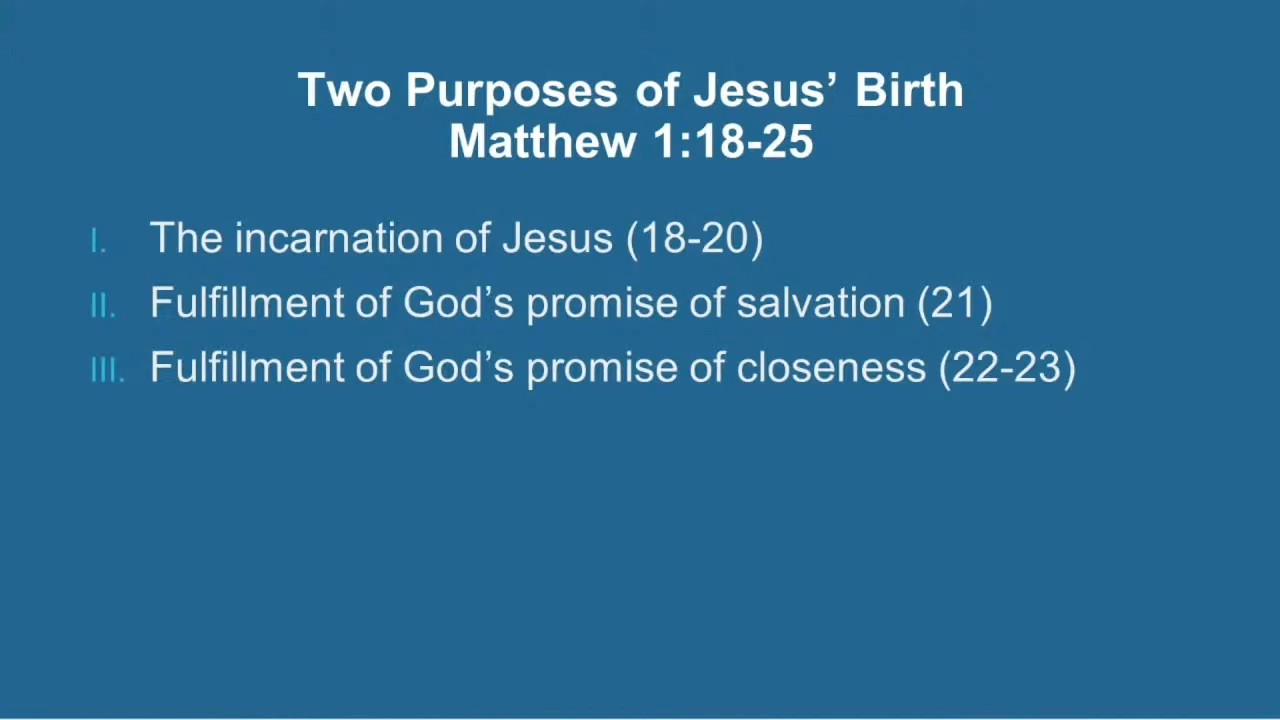 Two Purposes of Jesus’ Birth
Matthew 1:18-25
I. The incarnation of Jesus (18-20)
II. Fulfillment of God’s promise of salvation (21)
III. Fulfillment of God’s promise of closeness (22-23)